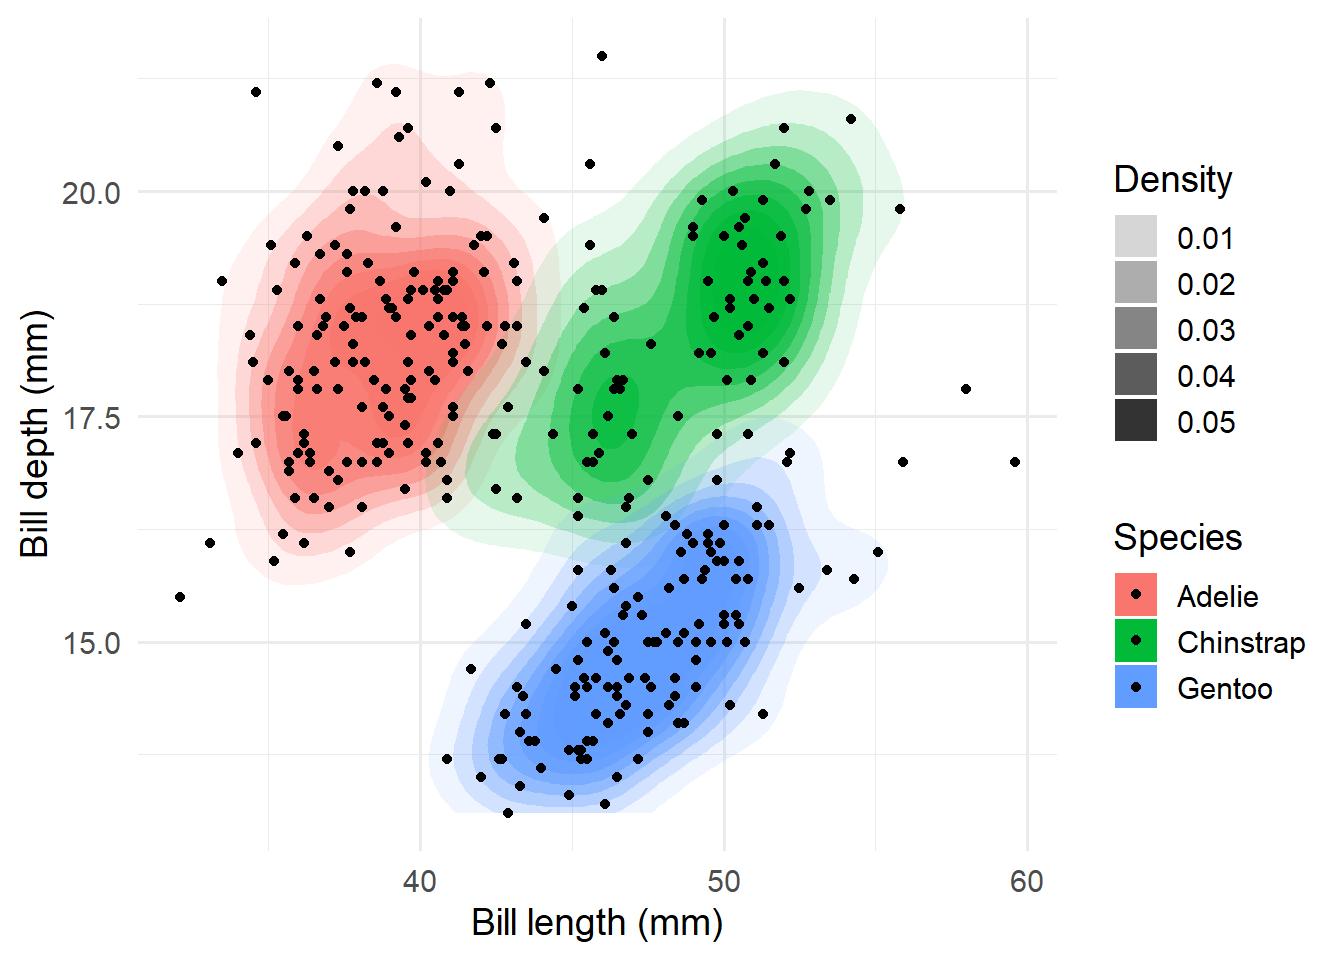 20.0
17.5
15.0
40
50
60
Bill length (mm)
Bill depth (mm)
Density
0.01
0.02
0.03
0.04
0.05
Species
Adelie
Chinstrap
Gentoo